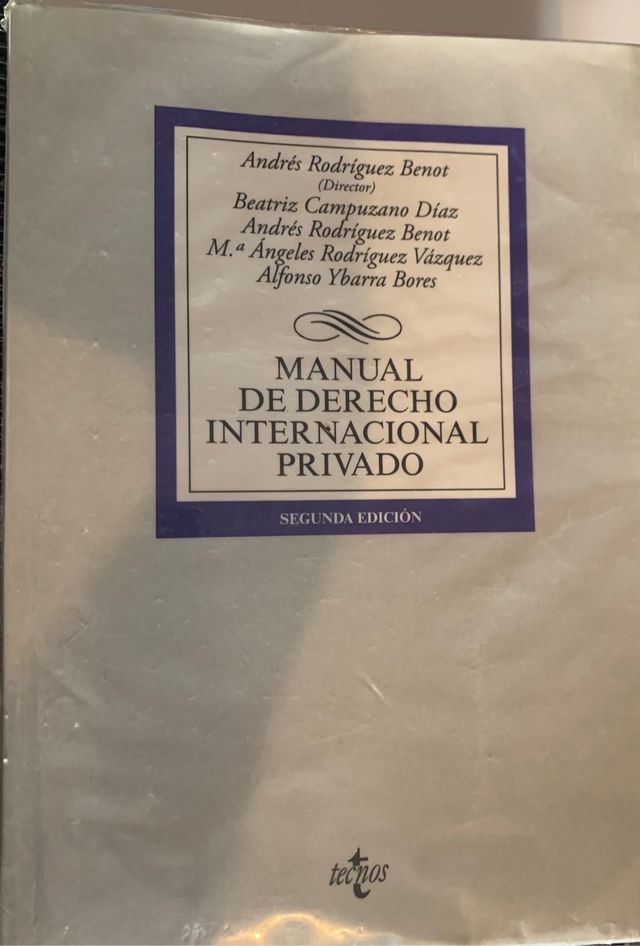 Andrés Rodríguez Benot
(Director)
Beatriz Campuzano Díaz
Andrés Rodríguez Benot
M.ª Ángeles Rodríguez Vázquez
Alfonso Ybarra Bores
MANUAL
DE DERECHO
INTERNACIONAL
PRIVADO
SEGUNDA EDICIÓN
tecnos